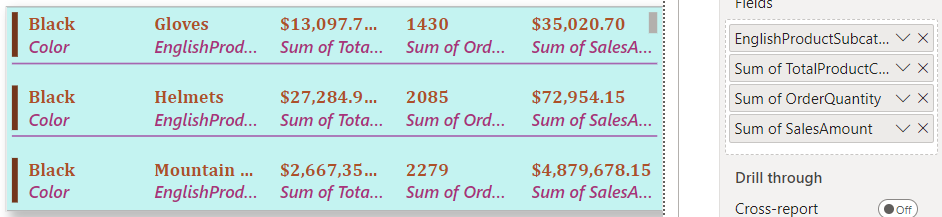 Black Gloves $13,097.7... 1430 $35,020.70
Color EnglishProd... Sum of Tota... Sum of Ord... Sum of SalesA...
Black Helmets $27,284.9... 2085 $72,954.15
Color EnglishProd... Sum of Tota... Sum of Ord... Sum of SalesA...
Black Mountain ... $2,667,35... 2279 $4,879,678.15
Color EnglishProd... Sum of Tota... Sum of Ord... Sum of SalesA...
Fields
EnglishProductSubcat...
Sum of TotalProductC...
Sum of OrderQuantity
Sum of SalesAmount
Drill through
Cross-report Off